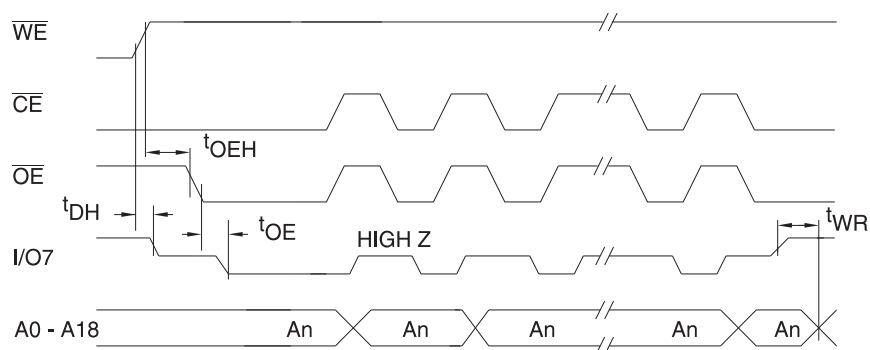 WE
CE
tOEH
OE
tDH
tOE
HIGH Z
tWR
I/O7
A0 - A18 An An An An An